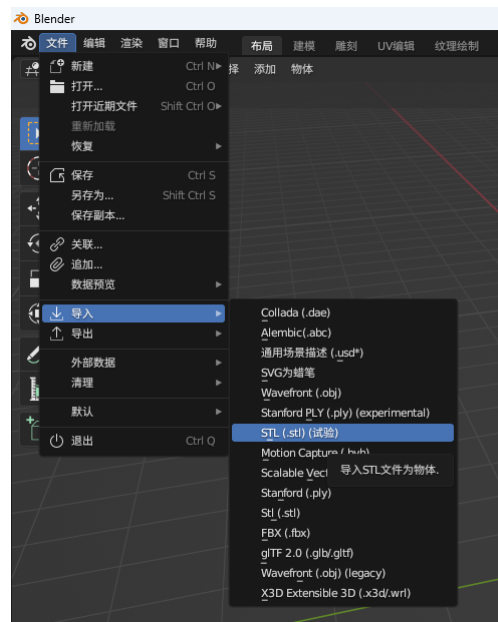 Blender
文件 编辑 渲染 窗口 帮助 布局 建模 雕刻 UV编辑 纹理绘制
择 添加 物体
新建 Ctrl N
打开... Ctrl O
打开近期文件 Shift Ctrl O
重新加载
恢复
保存 Ctrl S
另存为... Shift Ctrl S
保存副本...
关联...
追加...
数据预览
导入
导出
外部数据
清理
默认
退出 Ctrl Q
Collada (.dae)
Alembic(.abc)
通用场景描述 (.usd*)
SVG为蜡笔
Wavefront (.obj)
Stanford PLY (.ply) (experimental)
STL (.stl) (试验)
Motion Capture (.bvh)
Scalable Vect
导入STL文件为物体.
Stanford (.ply)
Stl (.stl)
FBX (.fbx)
glTF 2.0 (.glb/.gltf)
Wavefront (.obj) (legacy)
X3D Extensible 3D (.x3d/.wrl)